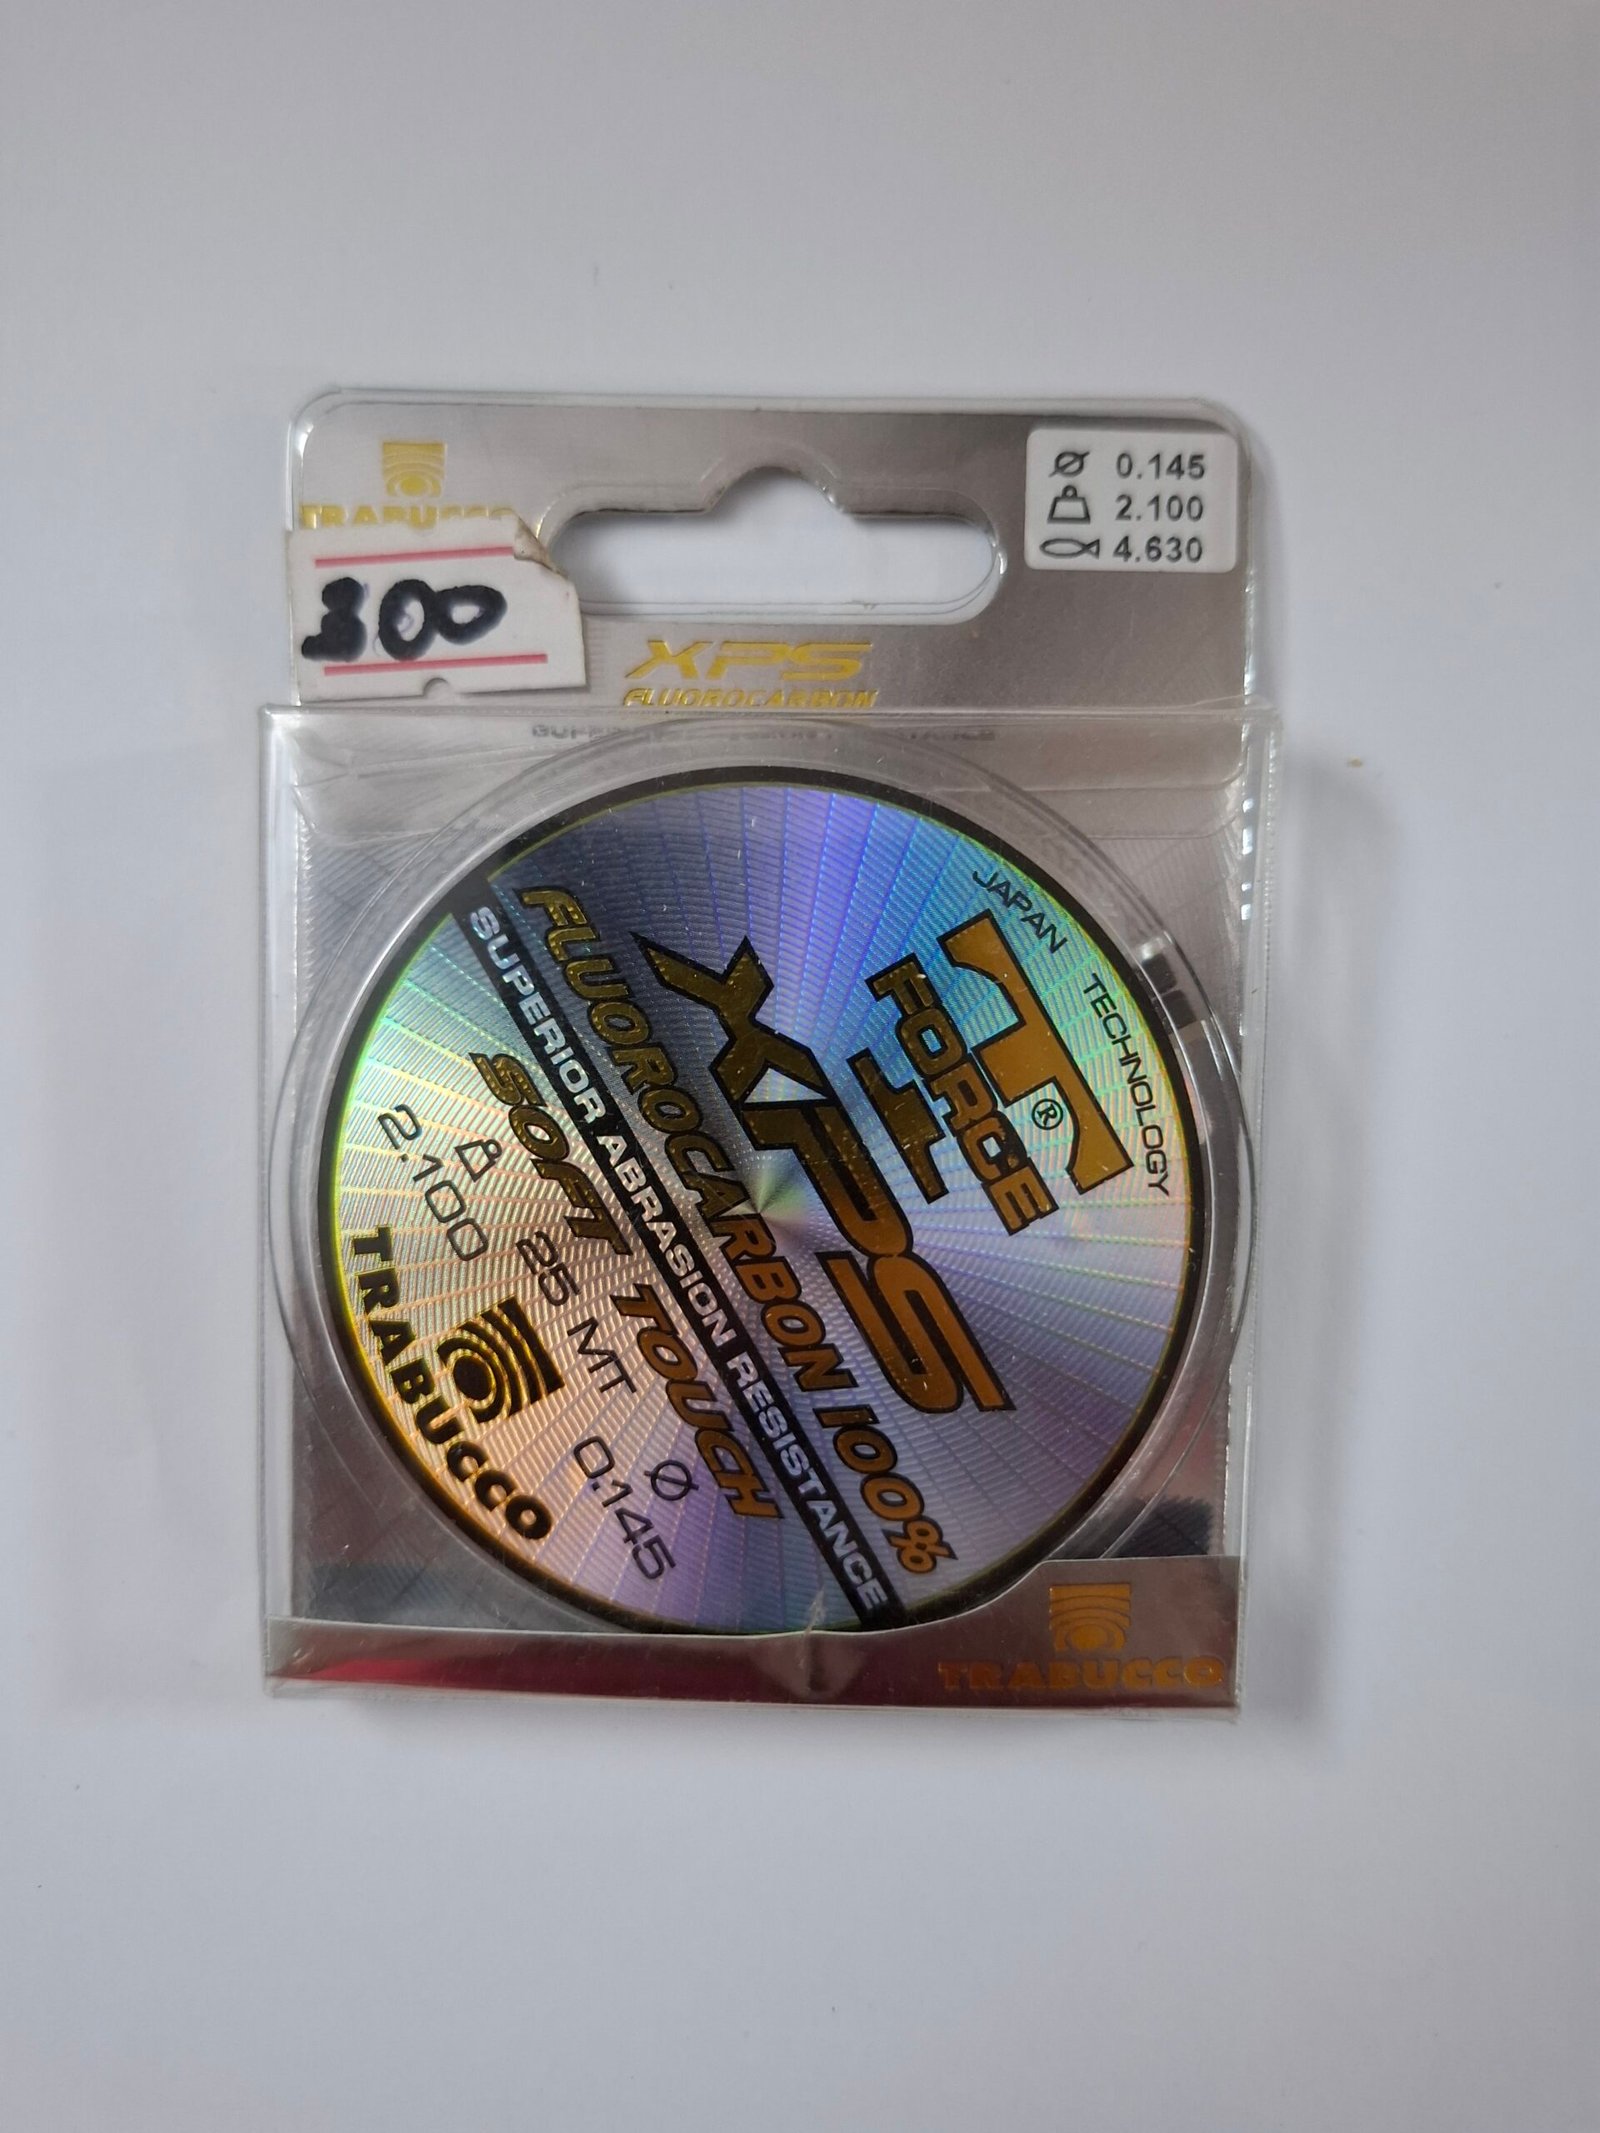 TRABUCCO
Ø 0.145
2.100
4.630
300
XPS
FLUOROCARBON
JAPAN TECHNOLOGY
T®
FORCE
XPS
FLUOROCARBON 100%
SUPERIOR ABRASION RESISTANCE
SOFT TOUCH
2.100 25 MT Ø 0.145
TRABUCCO
TRABUCCO